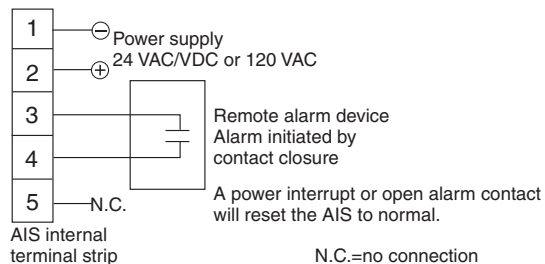 1
⊖
Power supply
2
⊕
24 VAC/VDC or 120 VAC
3
Remote alarm device
Alarm initiated by
4
contact closure
5
N.C.
A power interrupt or open alarm contact
will reset the AIS to normal.
AIS internal
terminal strip
N.C.=no connection